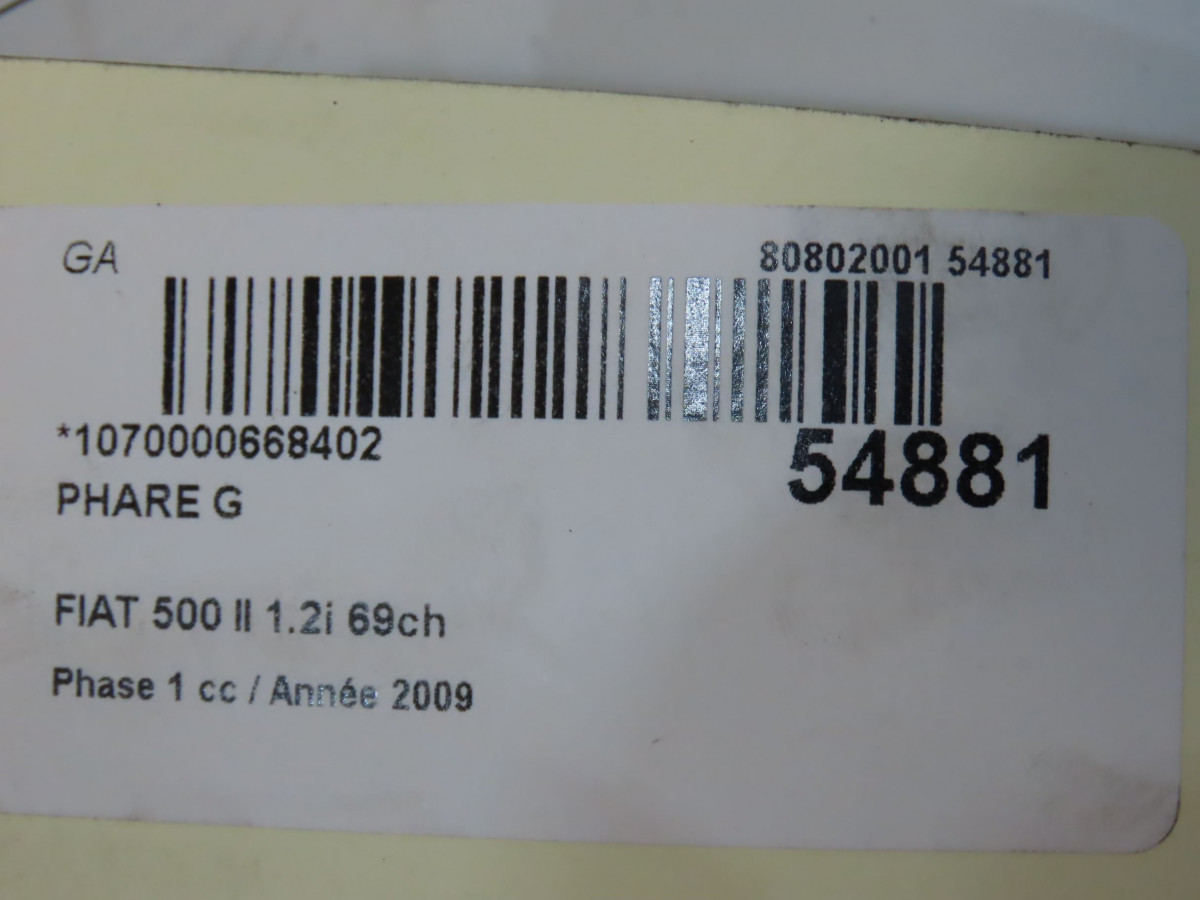 GA
80802001 54881
*1070000668402
54881
PHARE G
FIAT 500 II 1.2i 69ch
Phase 1 cc / Année 2009